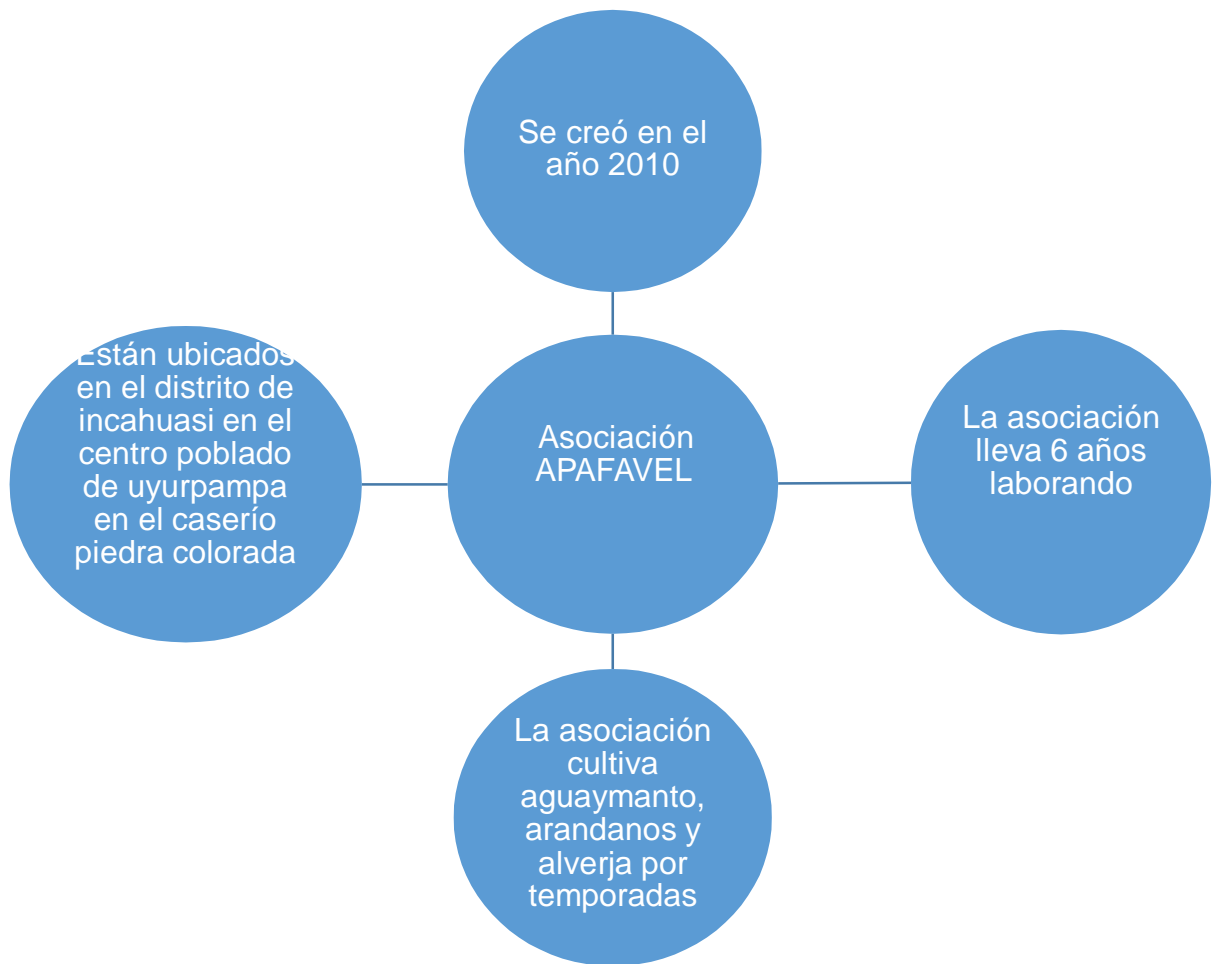 Se creó en el
año 2010
Están ubicados
en el distrito de
incahuasi en el
centro poblado
de uyurpampa
en el caserío
piedra colorada
Asociación
APAFAVEL
La asociación
lleva 6 años
laborando
La asociación
cultiva
aguaymanto,
arandanos y
alverja por
temporadas